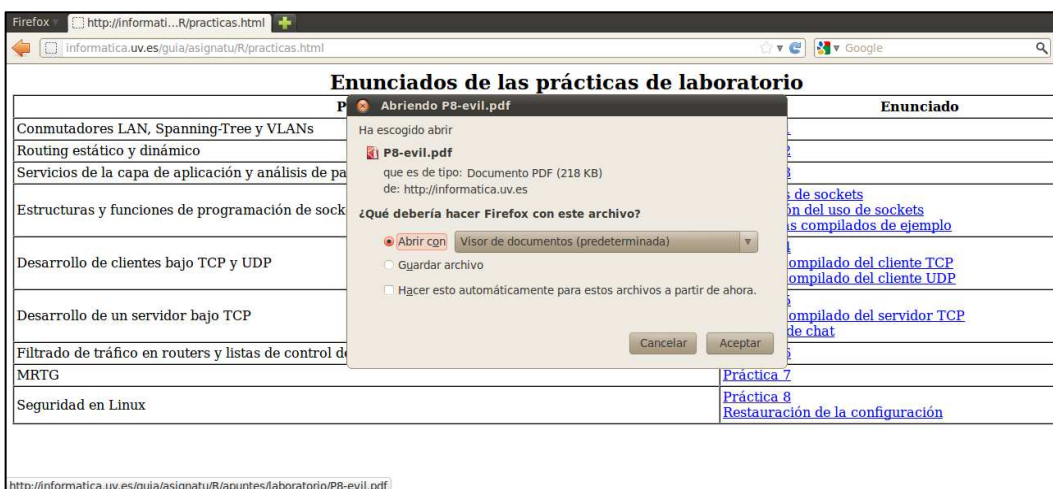 Firefox
http://informati...R/practicas.html
informatica.uv.es/guia/asignatu/R/practicas.html
Google
Enunciados de las prácticas de laboratorio
P
Enunciado
Abriendo P8-evil.pdf
Ha escogido abrir
P8-evil.pdf
que es de tipo: Documento PDF (218 KB)
de: http://informatica.uv.es
¿Qué debería hacer Firefox con este archivo?
Abrir con Visor de documentos (predeterminada)
Guardar archivo
Hacer esto automáticamente para estos archivos a partir de ahora.
Cancelar Aceptar
Conmutadores LAN, Spanning-Tree y VLANs
Routing estático y dinámico
2
Servicios de la capa de aplicación y análisis de pa
3
Estructuras y funciones de programación de sock
s de sockets
ón del uso de sockets
as compilados de ejemplo
Desarrollo de clientes bajo TCP y UDP
4
ompilado del cliente TCP
ompilado del cliente UDP
Desarrollo de un servidor bajo TCP
5
ompilado del servidor TCP
de chat
Filtrado de tráfico en routers y listas de control de
6
MRTG
Práctica 7
Seguridad en Linux
Práctica 8
Restauración de la configuración
http://informatica.uv.es/guia/asignatu/R/apuntes/laboratorio/P8-evil.pdf